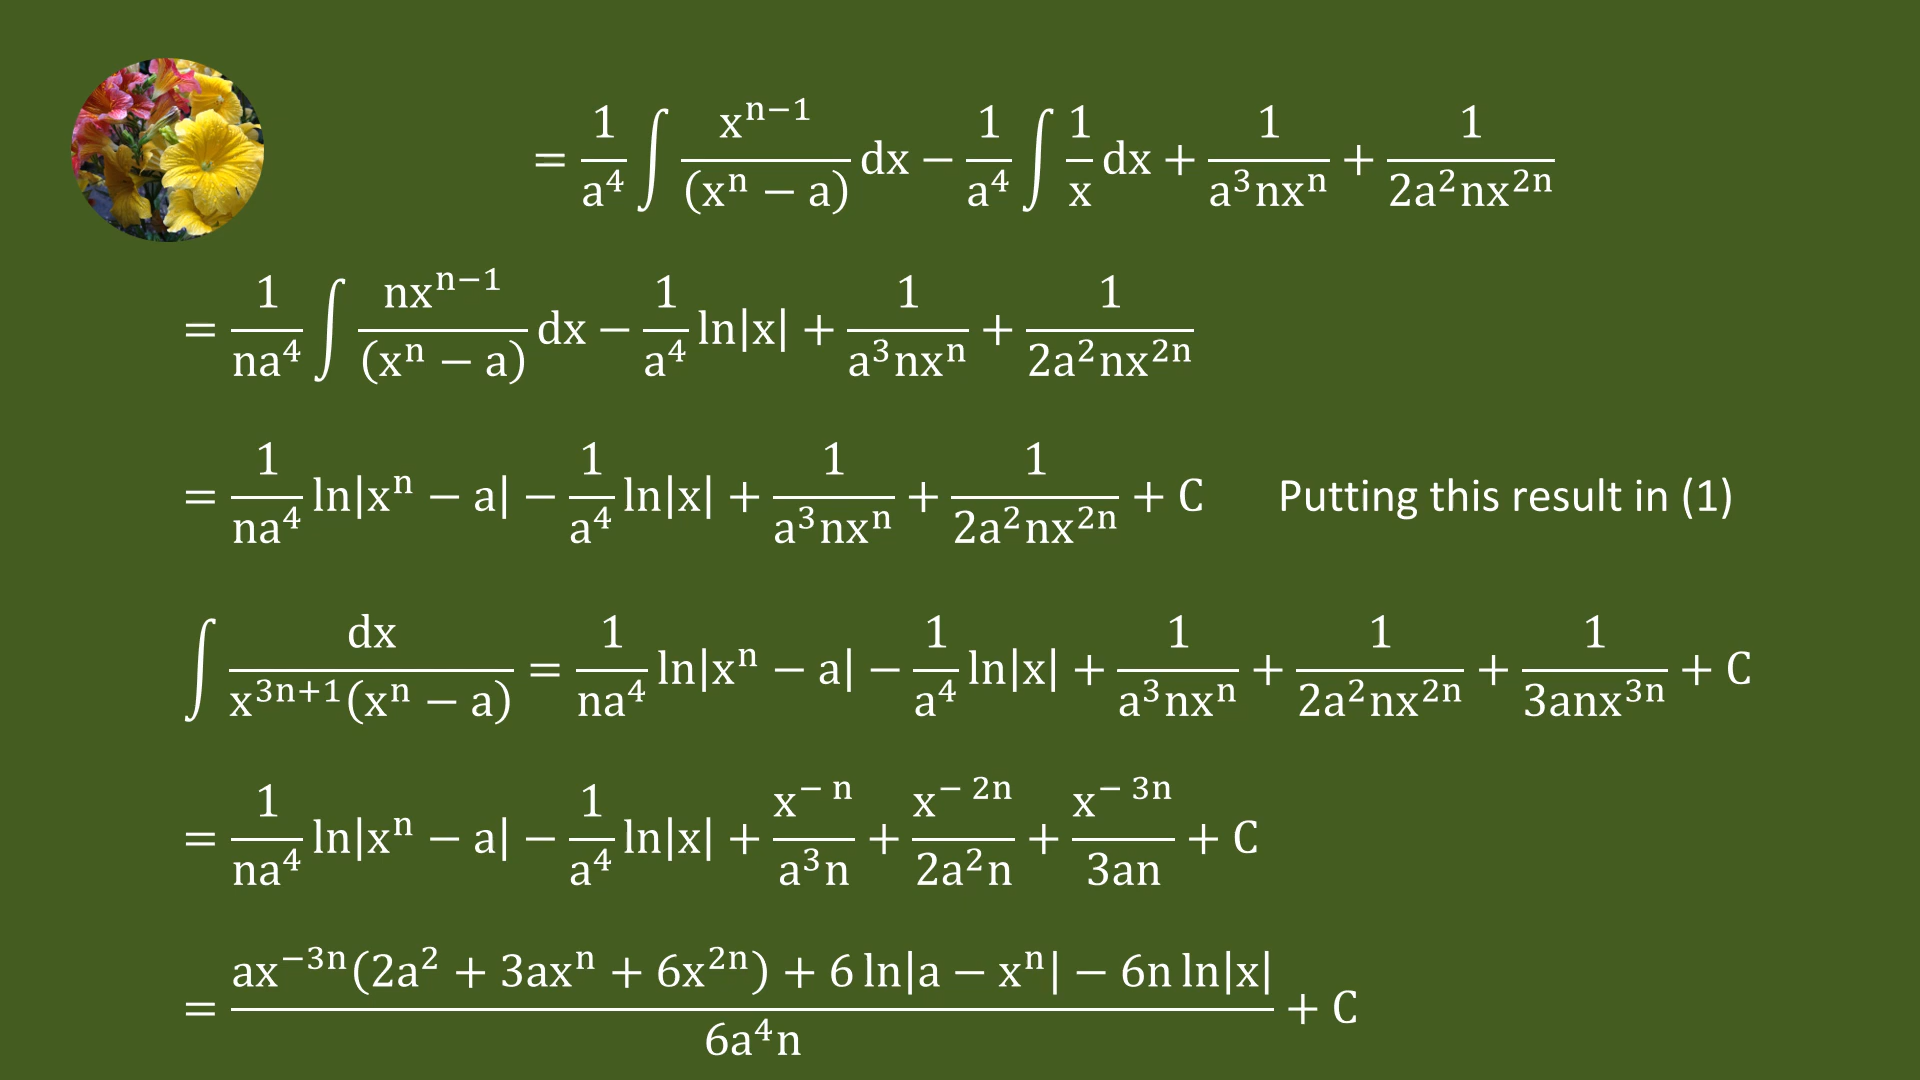 = 1/a⁴ ∫ xⁿ⁻¹/(xⁿ − a) dx − 1/a⁴ ∫ 1/x dx + 1/a³nxⁿ + 1/2a²nx²ⁿ
= 1/na⁴ ∫ nxⁿ⁻¹/(xⁿ − a) dx − 1/a⁴ ln|x| + 1/a³nxⁿ + 1/2a²nx²ⁿ
= 1/na⁴ ln|xⁿ − a| − 1/a⁴ ln|x| + 1/a³nxⁿ + 1/2a²nx²ⁿ + C Putting this result in (1)
∫ dx/x³ⁿ⁺¹(xⁿ − a) = 1/na⁴ ln|xⁿ − a| − 1/a⁴ ln|x| + 1/a³nxⁿ + 1/2a²nx²ⁿ + 1/3anx³ⁿ + C
= 1/na⁴ ln|xⁿ − a| − 1/a⁴ ln|x| + x⁻ⁿ/a³n + x⁻²ⁿ/2a²n + x⁻³ⁿ/3an + C
= ax⁻³ⁿ(2a² + 3axⁿ + 6x²ⁿ) + 6 ln|a − xⁿ| − 6n ln|x| / 6a⁴n + C